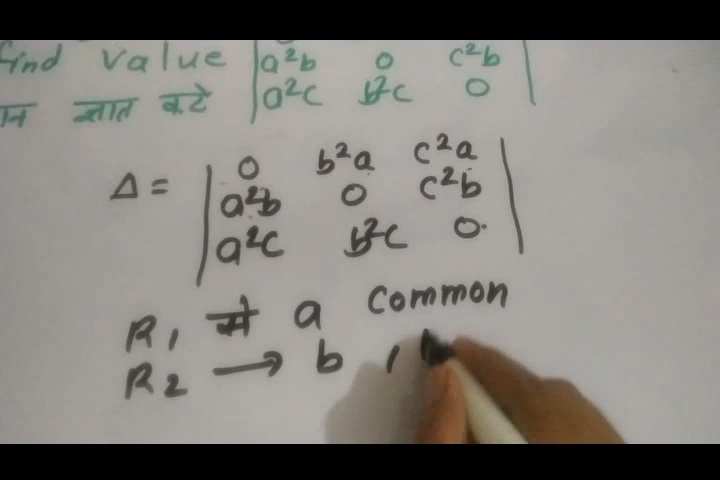 find value | a²b 0 c²b |
मान ज्ञात करे | a²c b²c 0 |
Δ = | 0 b²a c²a |
| a²b 0 c²b |
| a²c b²c 0 |
R₁ से a common
R₂ → b